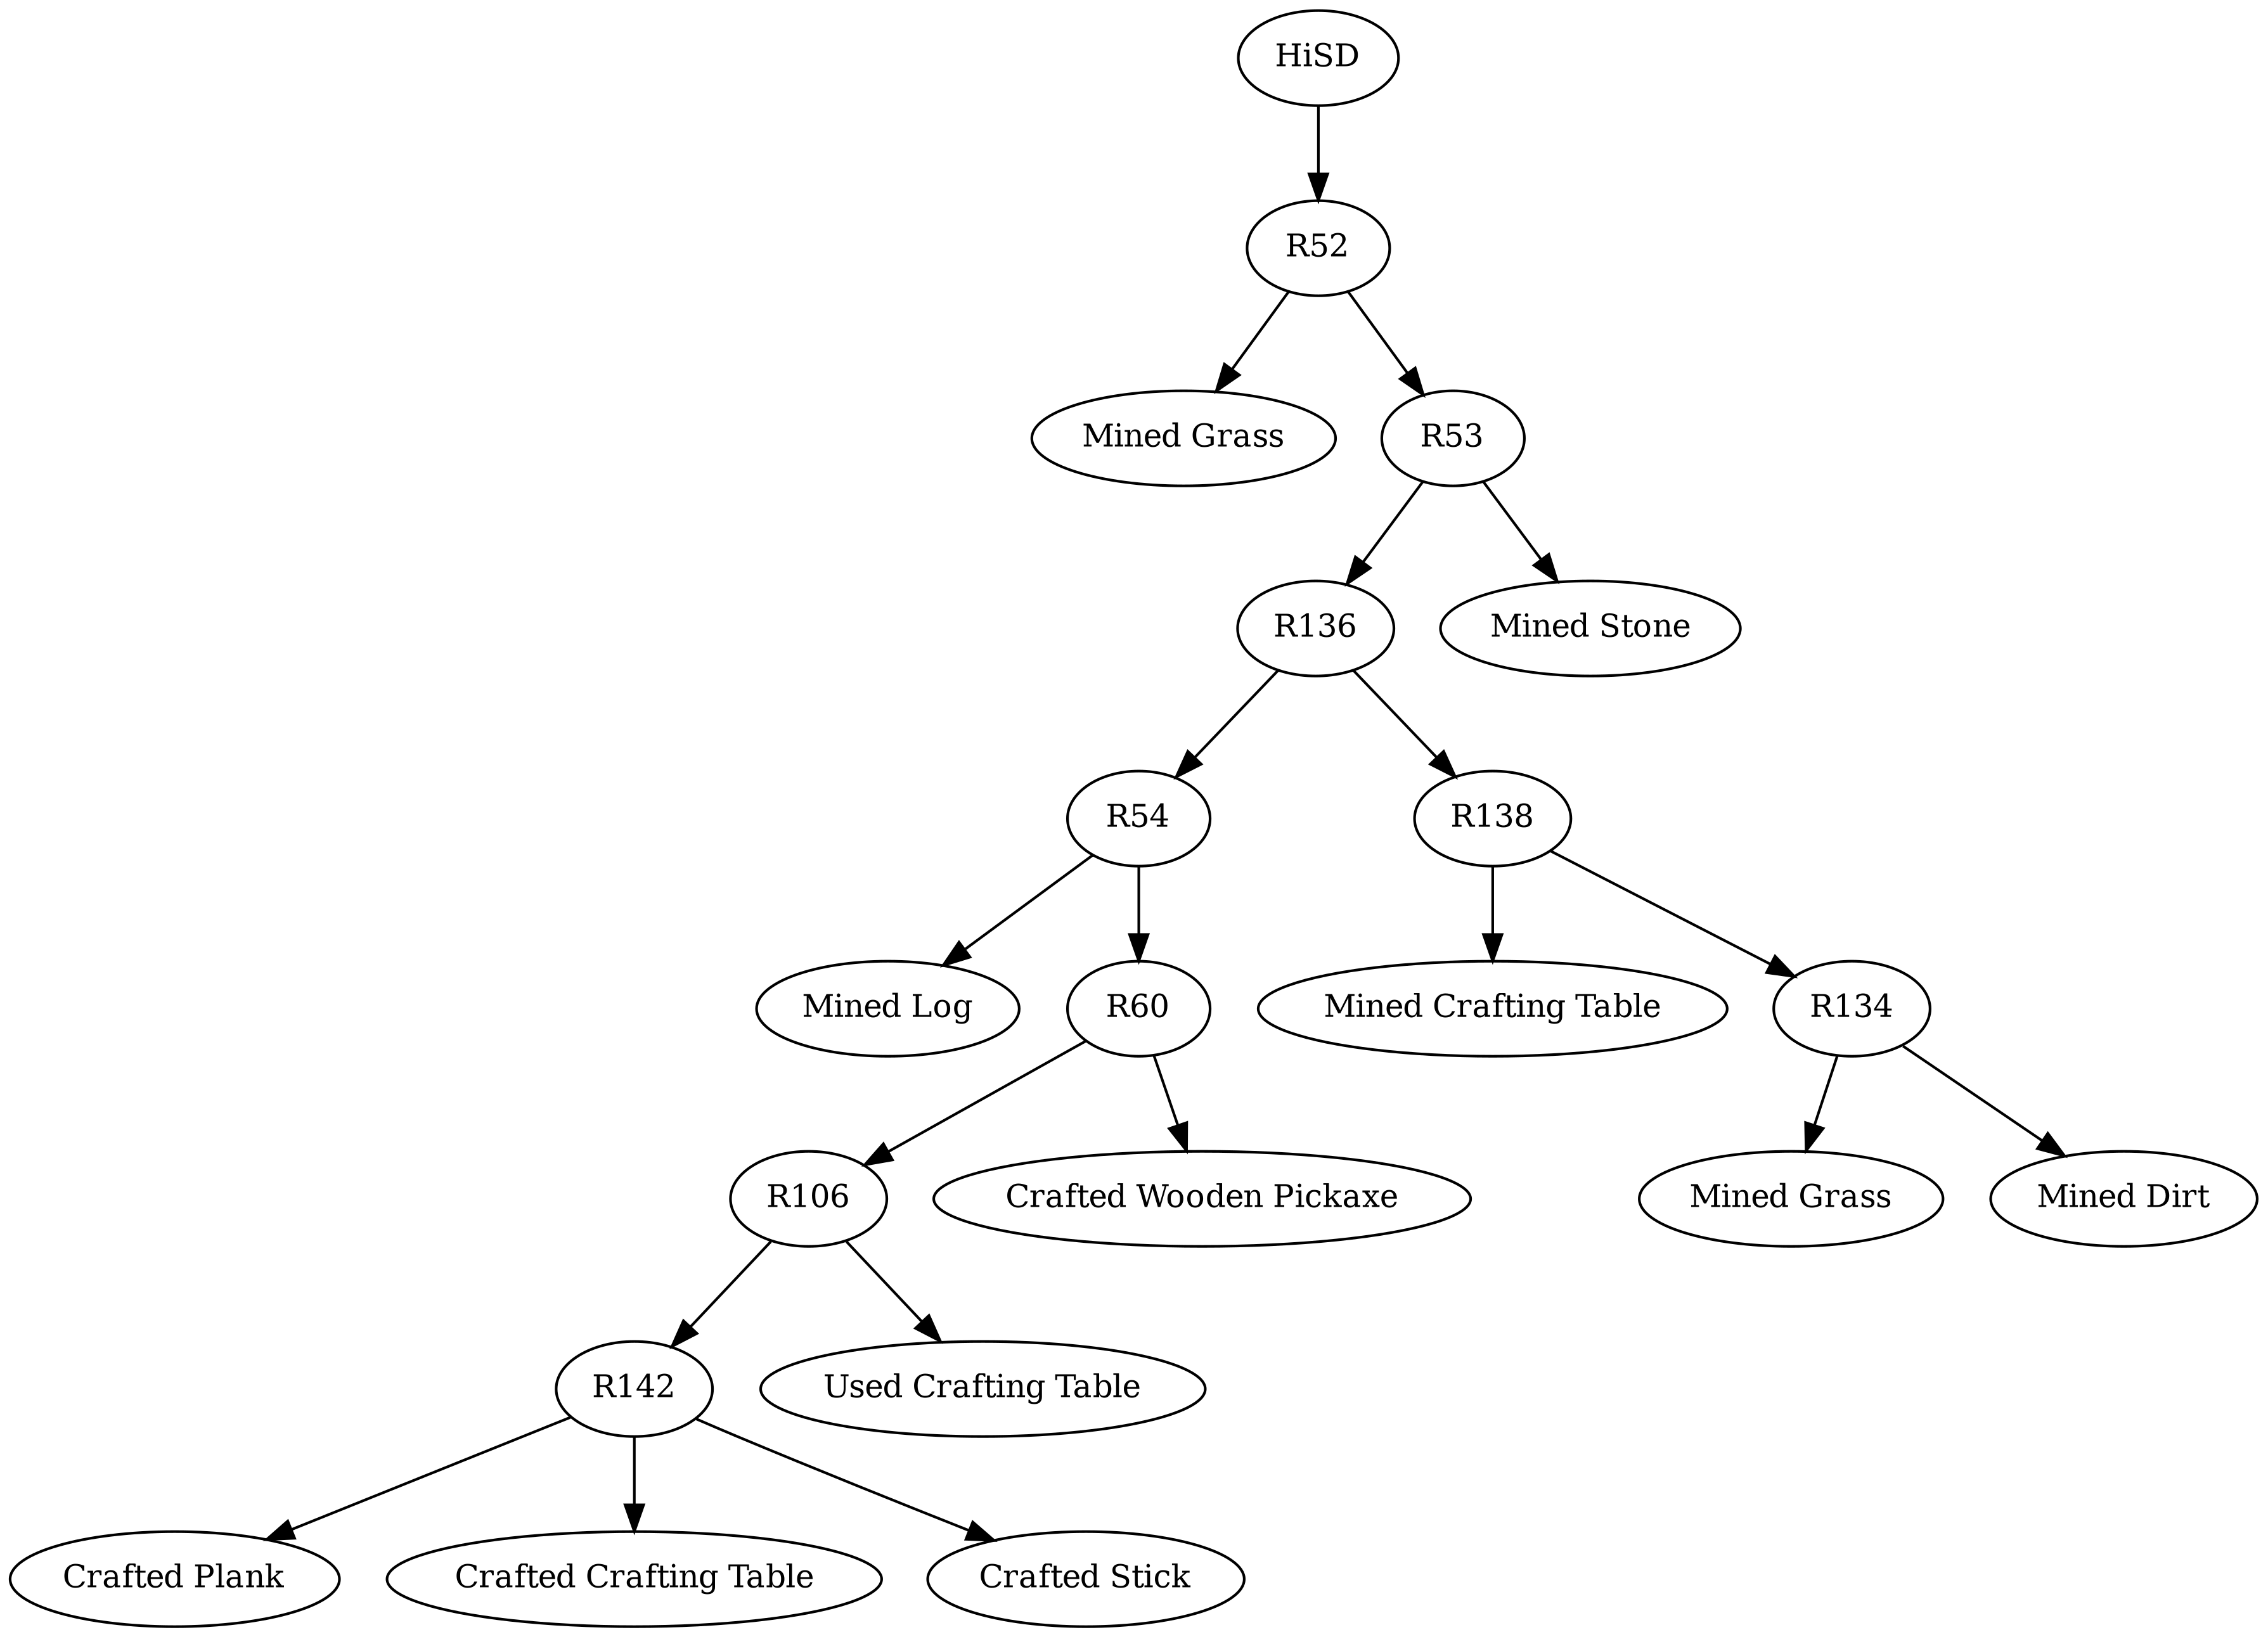 HiSD
R52
Mined Grass
R53
R136
Mined Stone
R54
R138
Mined Log
R60
Mined Crafting Table
R134
R106
Crafted Wooden Pickaxe
Mined Grass
Mined Dirt
R142
Used Crafting Table
Crafted Plank
Crafted Crafting Table
Crafted Stick